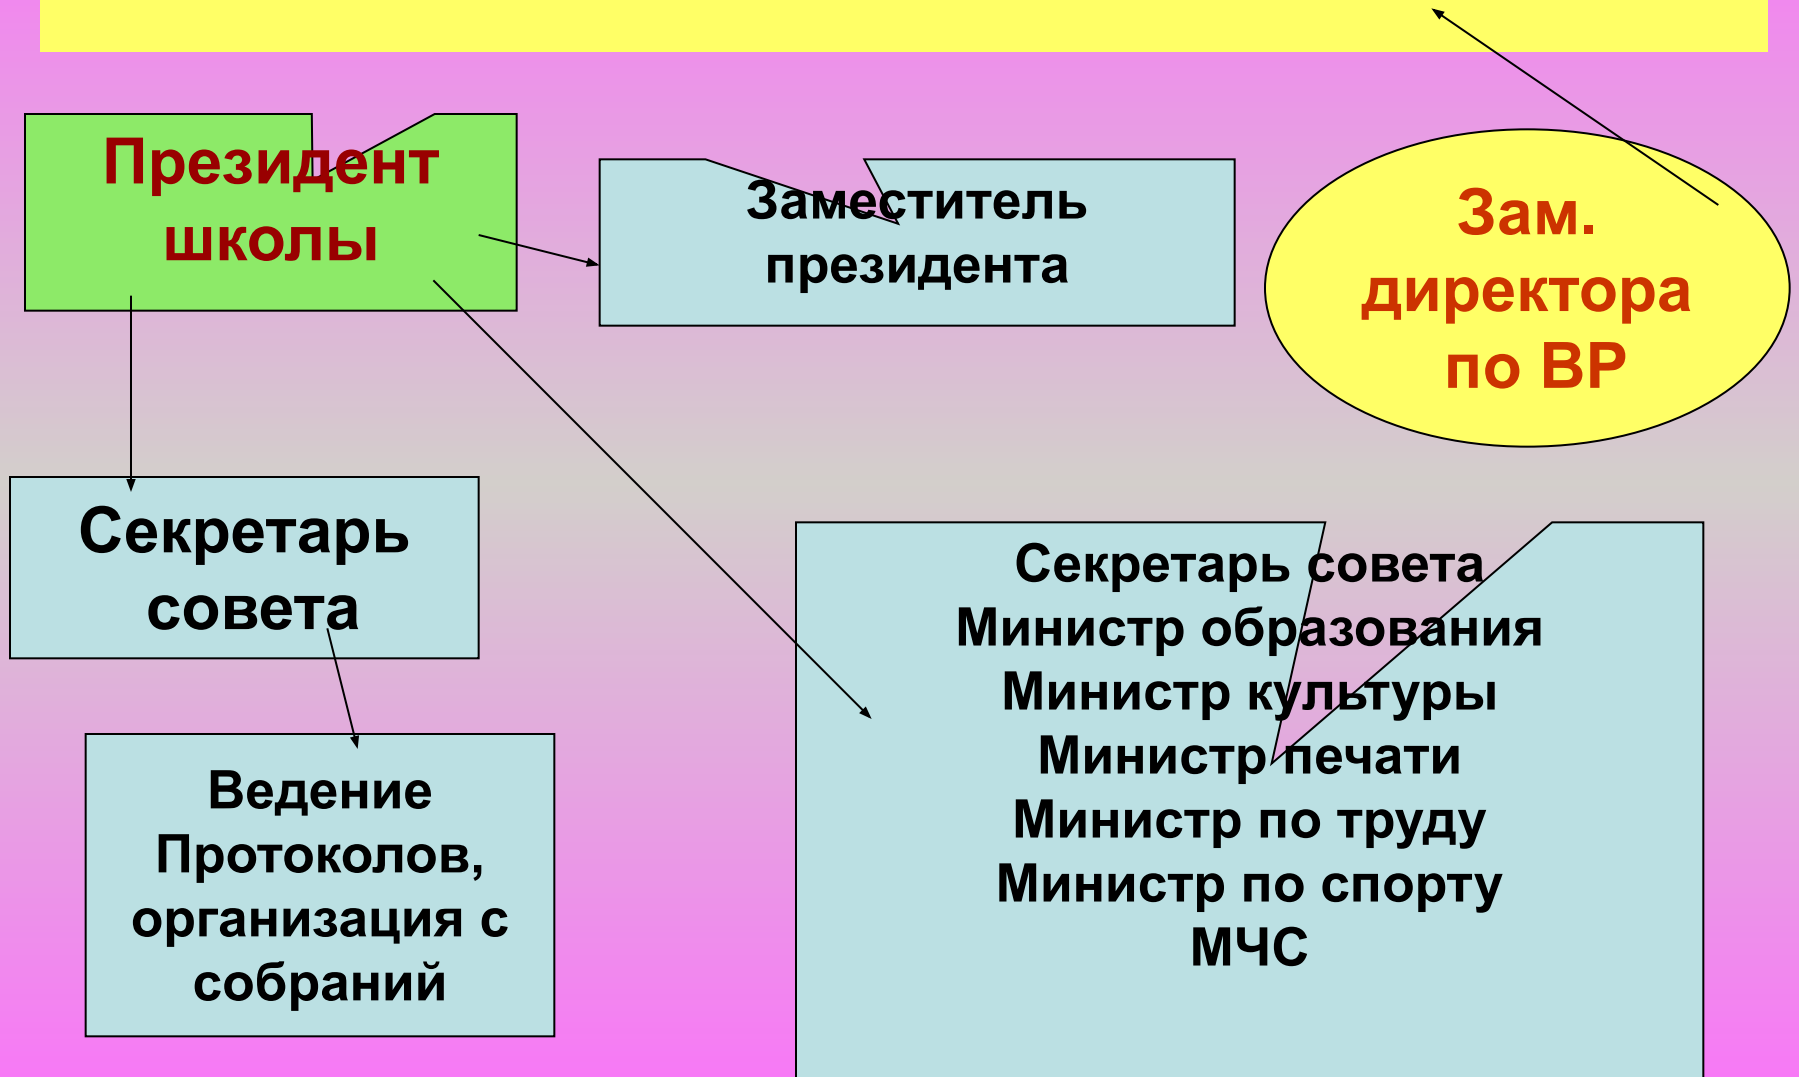 Президент
школы
Заместитель
президента
Зам.
директора
по ВР
Секретарь
совета
Ведение
Протоколов,
организация с
собраний
Секретарь совета
Министр образования
Министр культуры
Министр печати
Министр по труду
Министр по спорту
МЧС